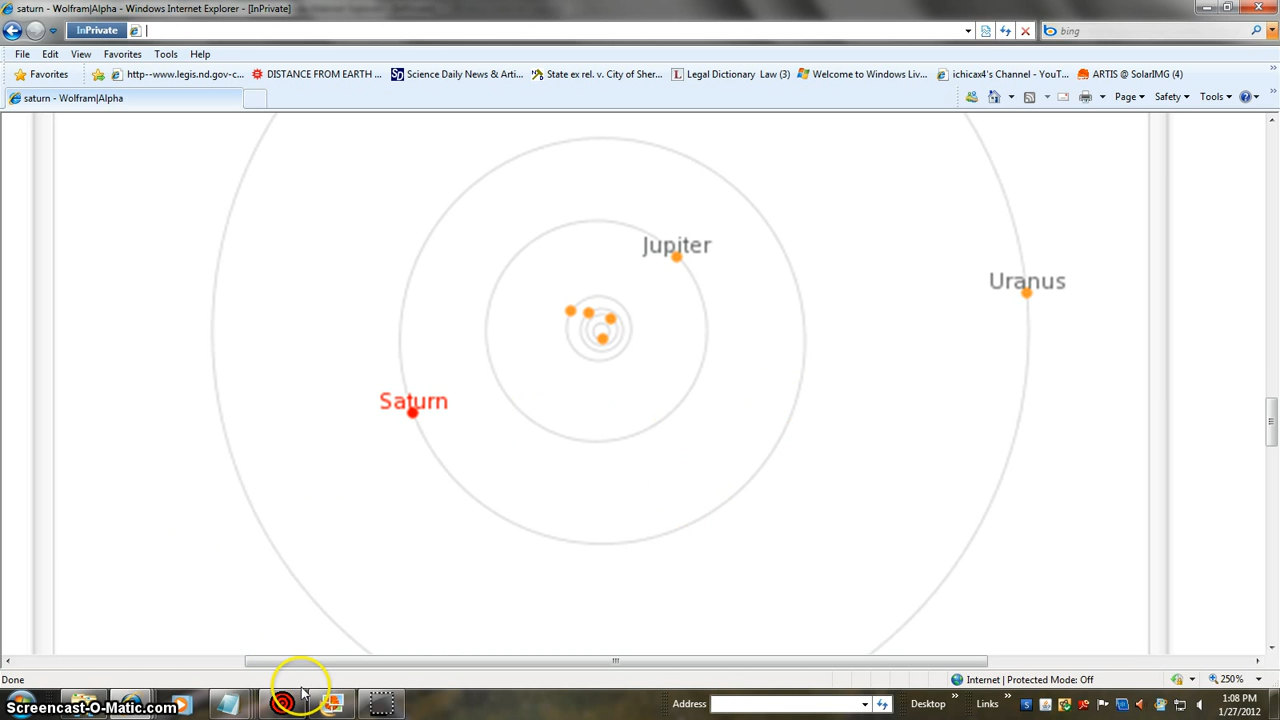 saturn - Wolfram|Alpha - Windows Internet Explorer - [InPrivate]
InPrivate
bing
File Edit View Favorites Tools Help
Favorites http--www.legis.nd.gov-c... DISTANCE FROM EARTH ... Science Daily News & Arti... State ex rel. v. City of Sher... Legal Dictionary Law (3) Welcome to Windows Liv... ichicax4's Channel - YouT... ARTIS @ SolarIMG (4)
saturn - Wolfram|Alpha
Page Safety Tools
Jupiter
Uranus
Saturn
Done
Internet | Protected Mode: Off
250%
Address
Desktop
Links
1:08 PM
1/27/2012
Screencast-O-Matic.com